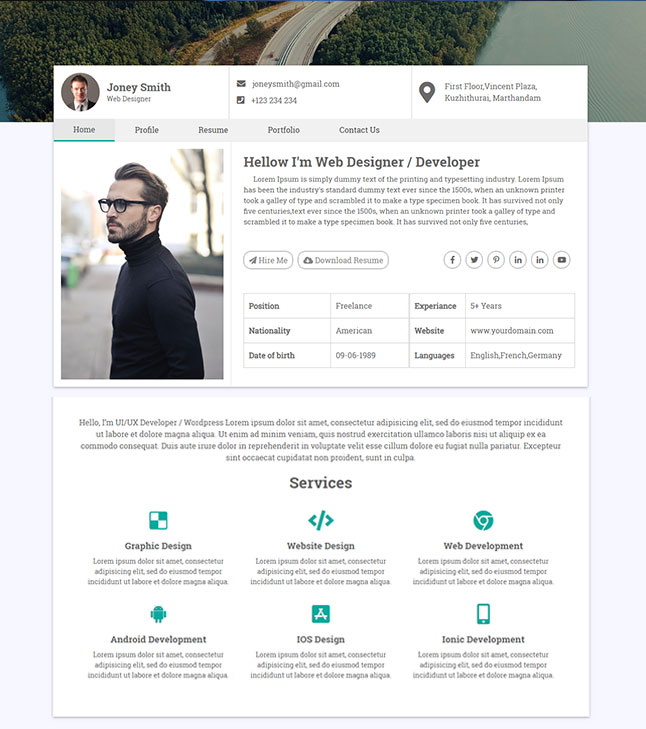 Joney Smith
Web Designer
joneysmith@gmail.com
+123 234 234
First Floor,Vincent Plaza,
Kuzhithurai, Marthandam
Home Profile Resume Portfolio Contact Us
Hellow I'm Web Designer / Developer
Lorem Ipsum is simply dummy text of the printing and typesetting industry. Lorem Ipsum
has been the industry's standard dummy text ever since the 1500s, when an unknown printer
took a galley of type and scrambled it to make a type specimen book. It has survived not only
five centuries,text ever since the 1500s, when an unknown printer took a galley of type and
scrambled it to make a type specimen book. It has survived not only five centuries,
Hire Me Download Resume
Position Freelance Experiance 5+ Years
Nationality American Website www.yourdomain.com
Date of birth 09-06-1989 Languages English,French,Germany
Hello, I'm UI/UX Developer / Wordpress Lorem ipsum dolor sit amet, consectetur adipisicing elit, sed do eiusmod tempor incididunt
ut labore et dolore magna aliqua. Ut enim ad minim veniam, quis nostrud exercitation ullamco laboris nisi ut aliquip ex ea
commodo consequat. Duis aute irure dolor in reprehenderit in voluptate velit esse cillum dolore eu fugiat nulla pariatur. Excepteur
sint occaecat cupidatat non proident, sunt in culpa.
Services
Graphic Design
Lorem ipsum dolor sit amet, consectetur
adipisicing elit, sed do eiusmod tempor
incididunt ut labore et dolore magna aliqua.
Website Design
Lorem ipsum dolor sit amet, consectetur
adipisicing elit, sed do eiusmod tempor
incididunt ut labore et dolore magna aliqua.
Web Development
Lorem ipsum dolor sit amet, consectetur
adipisicing elit, sed do eiusmod tempor
incididunt ut labore et dolore magna aliqua.
Android Development
Lorem ipsum dolor sit amet, consectetur
adipisicing elit, sed do eiusmod tempor
incididunt ut labore et dolore magna aliqua.
IOS Design
Lorem ipsum dolor sit amet, consectetur
adipisicing elit, sed do eiusmod tempor
incididunt ut labore et dolore magna aliqua.
Ionic Development
Lorem ipsum dolor sit amet, consectetur
adipisicing elit, sed do eiusmod tempor
incididunt ut labore et dolore magna aliqua.